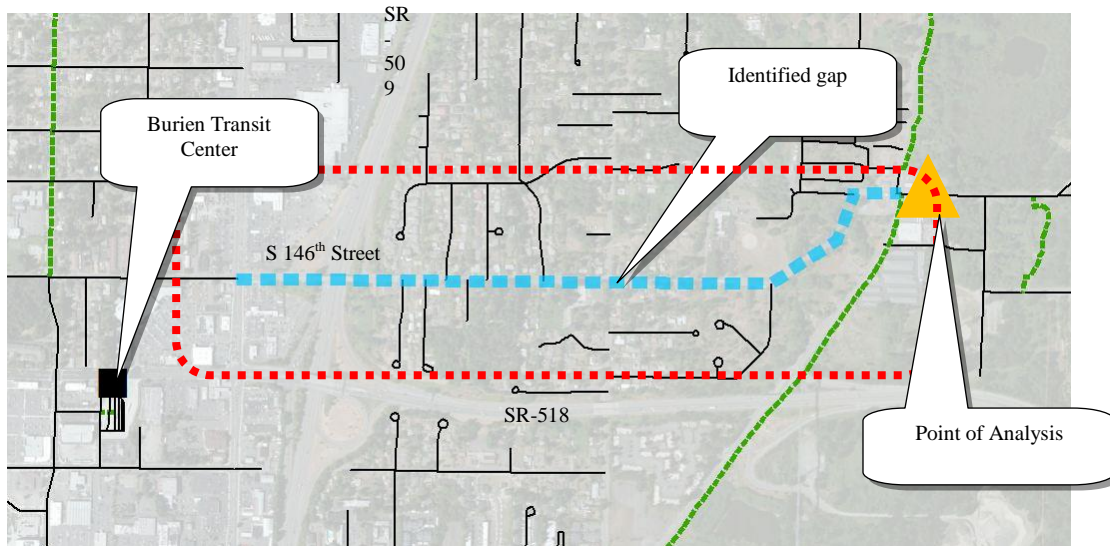 SR
-
50
9
Identified gap
Burien Transit
Center
S 146th Street
SR-518
Point of Analysis